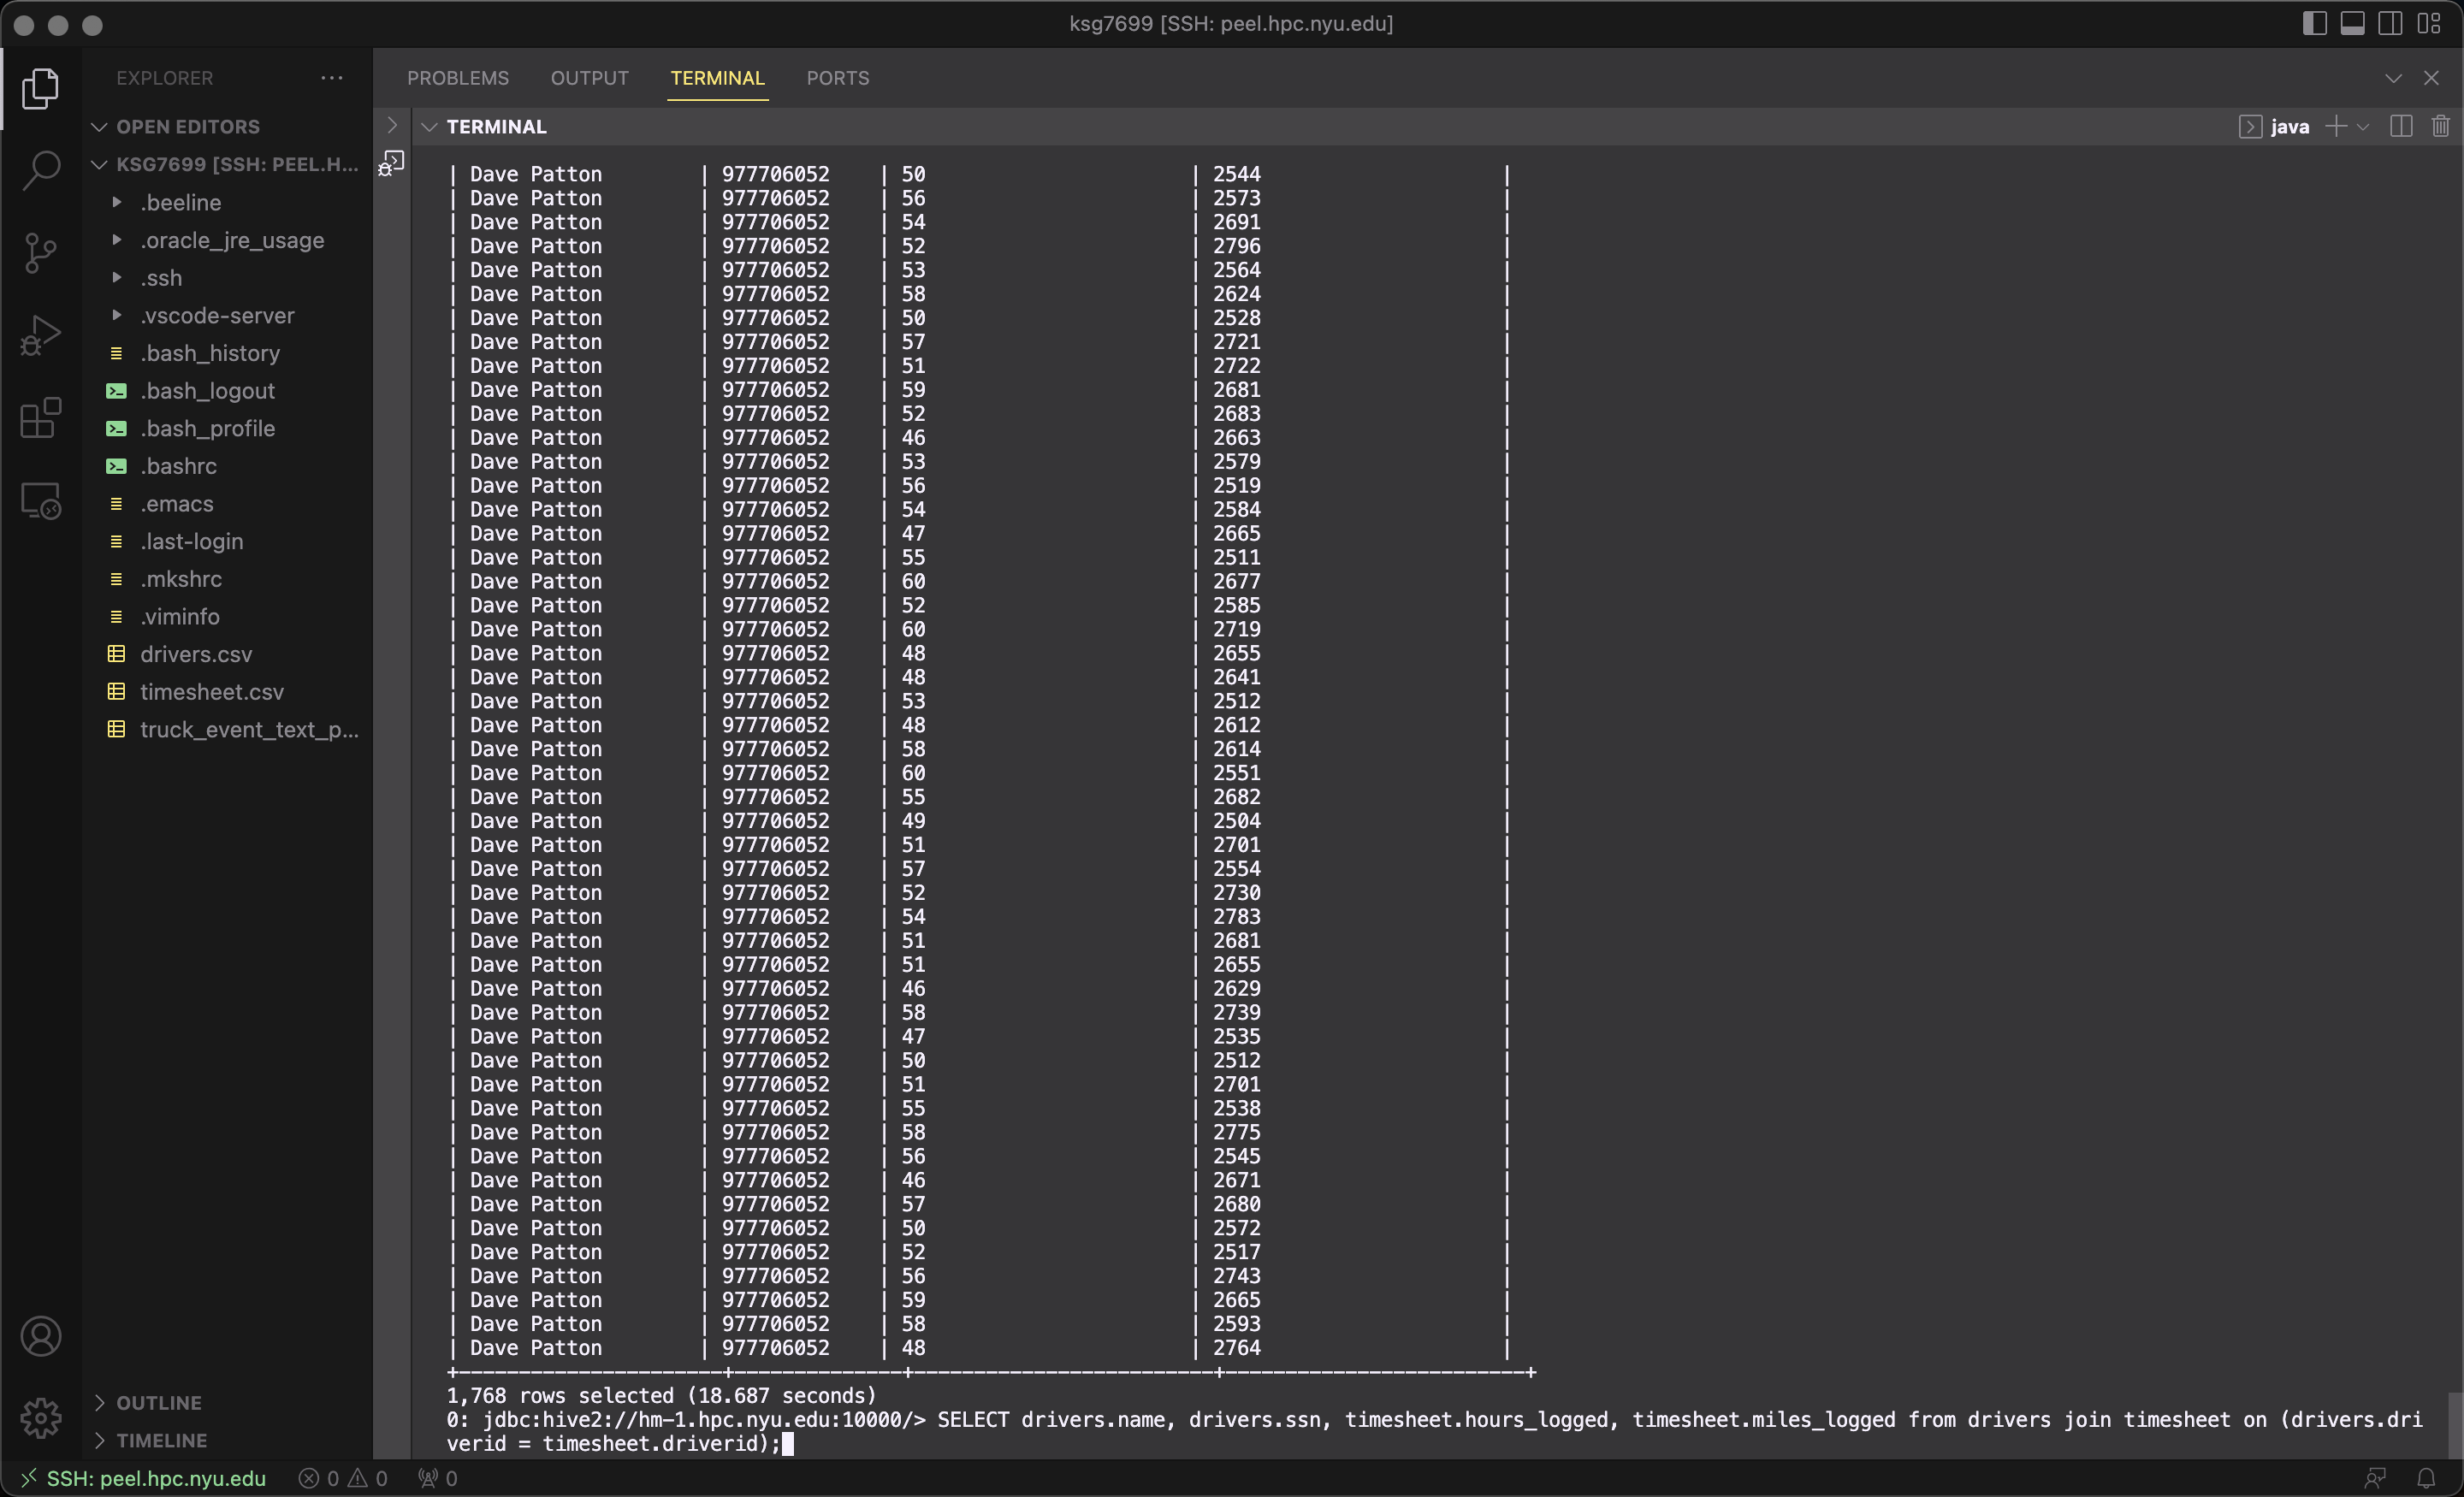 ksg7699 [SSH: peel.hpc.nyu.edu]
EXPLORER
OPEN EDITORS
KSG7699 [SSH: PEEL.H...
.beeline
.oracle_jre_usage
.ssh
.vscode-server
.bash_history
.bash_logout
.bash_profile
.bashrc
.emacs
.last-login
.mkshrc
.viminfo
drivers.csv
timesheet.csv
truck_event_text_p...
OUTLINE
TIMELINE
PROBLEMS OUTPUT TERMINAL PORTS
TERMINAL
java
| Dave Patton | 977706052 | 50 | 2544 |
| Dave Patton | 977706052 | 56 | 2573 |
| Dave Patton | 977706052 | 54 | 2691 |
| Dave Patton | 977706052 | 52 | 2796 |
| Dave Patton | 977706052 | 53 | 2564 |
| Dave Patton | 977706052 | 58 | 2624 |
| Dave Patton | 977706052 | 50 | 2528 |
| Dave Patton | 977706052 | 57 | 2721 |
| Dave Patton | 977706052 | 51 | 2722 |
| Dave Patton | 977706052 | 59 | 2681 |
| Dave Patton | 977706052 | 52 | 2683 |
| Dave Patton | 977706052 | 46 | 2663 |
| Dave Patton | 977706052 | 53 | 2579 |
| Dave Patton | 977706052 | 56 | 2519 |
| Dave Patton | 977706052 | 54 | 2584 |
| Dave Patton | 977706052 | 47 | 2665 |
| Dave Patton | 977706052 | 55 | 2511 |
| Dave Patton | 977706052 | 60 | 2677 |
| Dave Patton | 977706052 | 52 | 2585 |
| Dave Patton | 977706052 | 60 | 2719 |
| Dave Patton | 977706052 | 48 | 2655 |
| Dave Patton | 977706052 | 48 | 2641 |
| Dave Patton | 977706052 | 53 | 2512 |
| Dave Patton | 977706052 | 48 | 2612 |
| Dave Patton | 977706052 | 58 | 2614 |
| Dave Patton | 977706052 | 60 | 2551 |
| Dave Patton | 977706052 | 55 | 2682 |
| Dave Patton | 977706052 | 49 | 2504 |
| Dave Patton | 977706052 | 51 | 2701 |
| Dave Patton | 977706052 | 57 | 2554 |
| Dave Patton | 977706052 | 52 | 2730 |
| Dave Patton | 977706052 | 54 | 2783 |
| Dave Patton | 977706052 | 51 | 2681 |
| Dave Patton | 977706052 | 51 | 2655 |
| Dave Patton | 977706052 | 46 | 2629 |
| Dave Patton | 977706052 | 58 | 2739 |
| Dave Patton | 977706052 | 47 | 2535 |
| Dave Patton | 977706052 | 50 | 2512 |
| Dave Patton | 977706052 | 51 | 2701 |
| Dave Patton | 977706052 | 55 | 2538 |
| Dave Patton | 977706052 | 58 | 2775 |
| Dave Patton | 977706052 | 56 | 2545 |
| Dave Patton | 977706052 | 46 | 2671 |
| Dave Patton | 977706052 | 57 | 2680 |
| Dave Patton | 977706052 | 50 | 2572 |
| Dave Patton | 977706052 | 52 | 2517 |
| Dave Patton | 977706052 | 56 | 2743 |
| Dave Patton | 977706052 | 59 | 2665 |
| Dave Patton | 977706052 | 58 | 2593 |
| Dave Patton | 977706052 | 48 | 2764 |
+----------------------+--------------+-------------------------+-------------------------+
1,768 rows selected (18.687 seconds)
0: jdbc:hive2://hm-1.hpc.nyu.edu:10000/> SELECT drivers.name, drivers.ssn, timesheet.hours_logged, timesheet.miles_logged from drivers join timesheet on (drivers.dri
verid = timesheet.driverid);
SSH: peel.hpc.nyu.edu 0 0 0